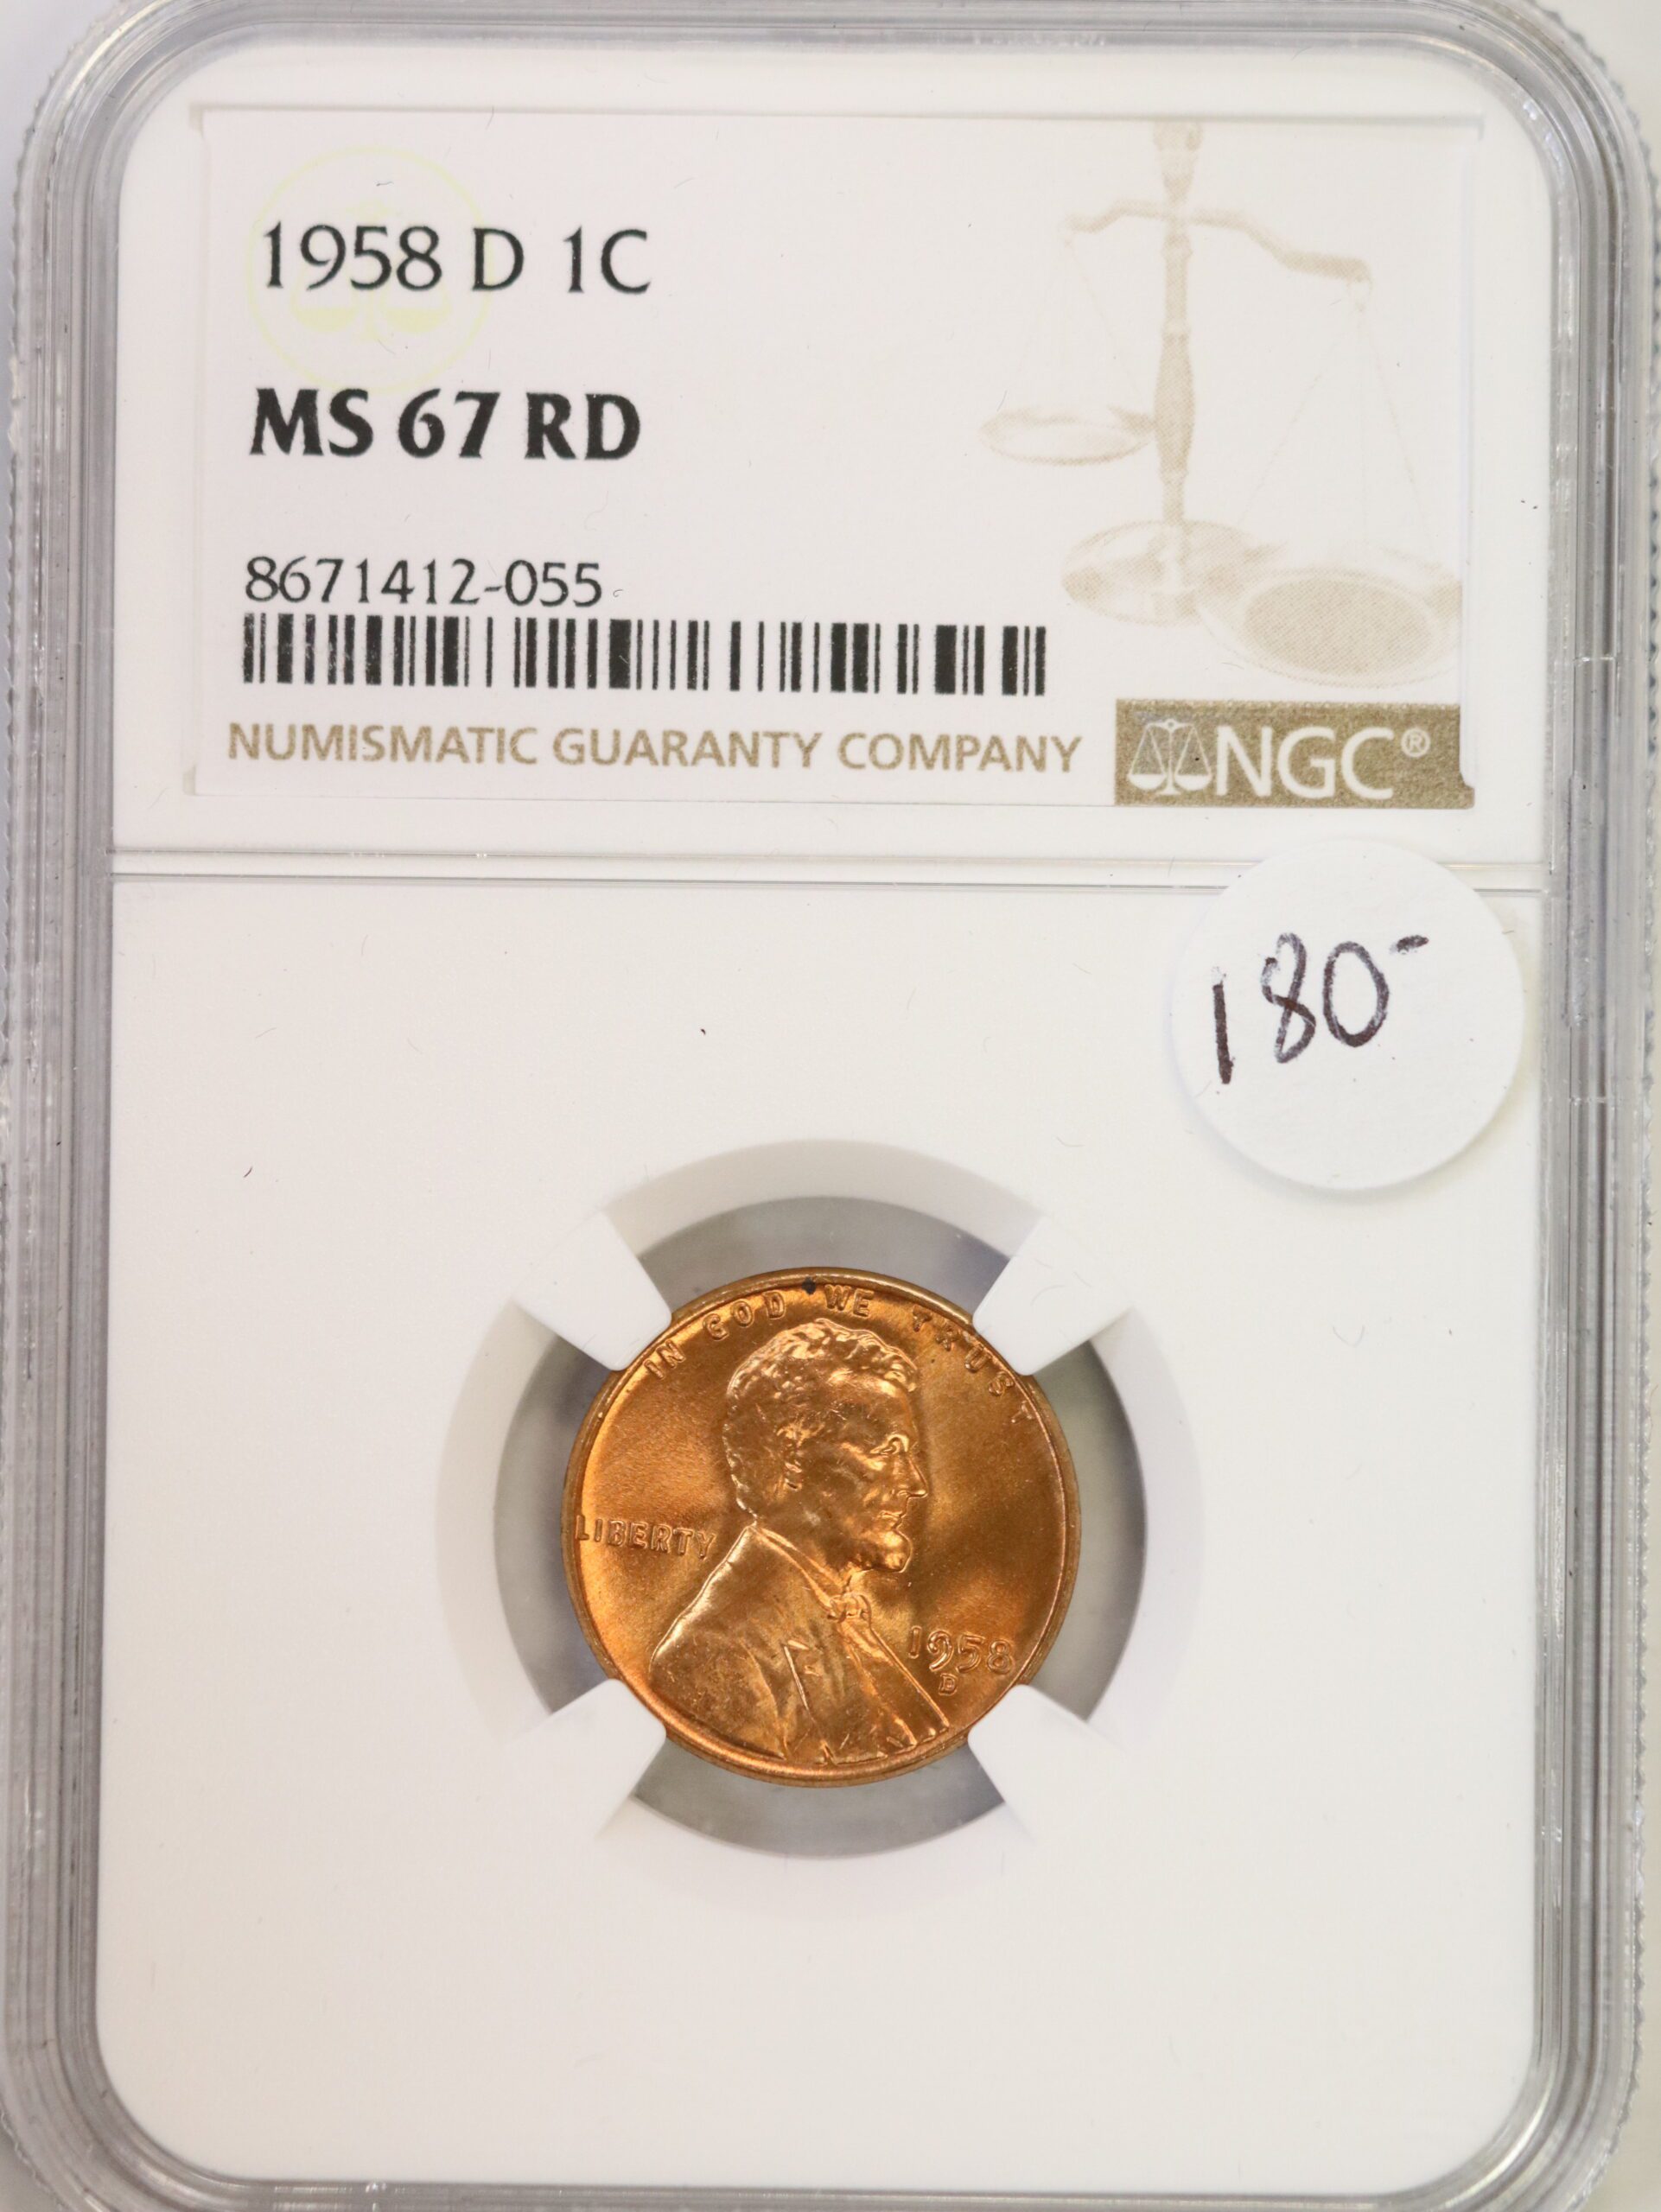 1958 D 1C
MS 67 RD
8671412-055
NUMISMATIC GUARANTY COMPANY
NGC®
180-
IN GOD WE TRUST
LIBERTY
1958
D